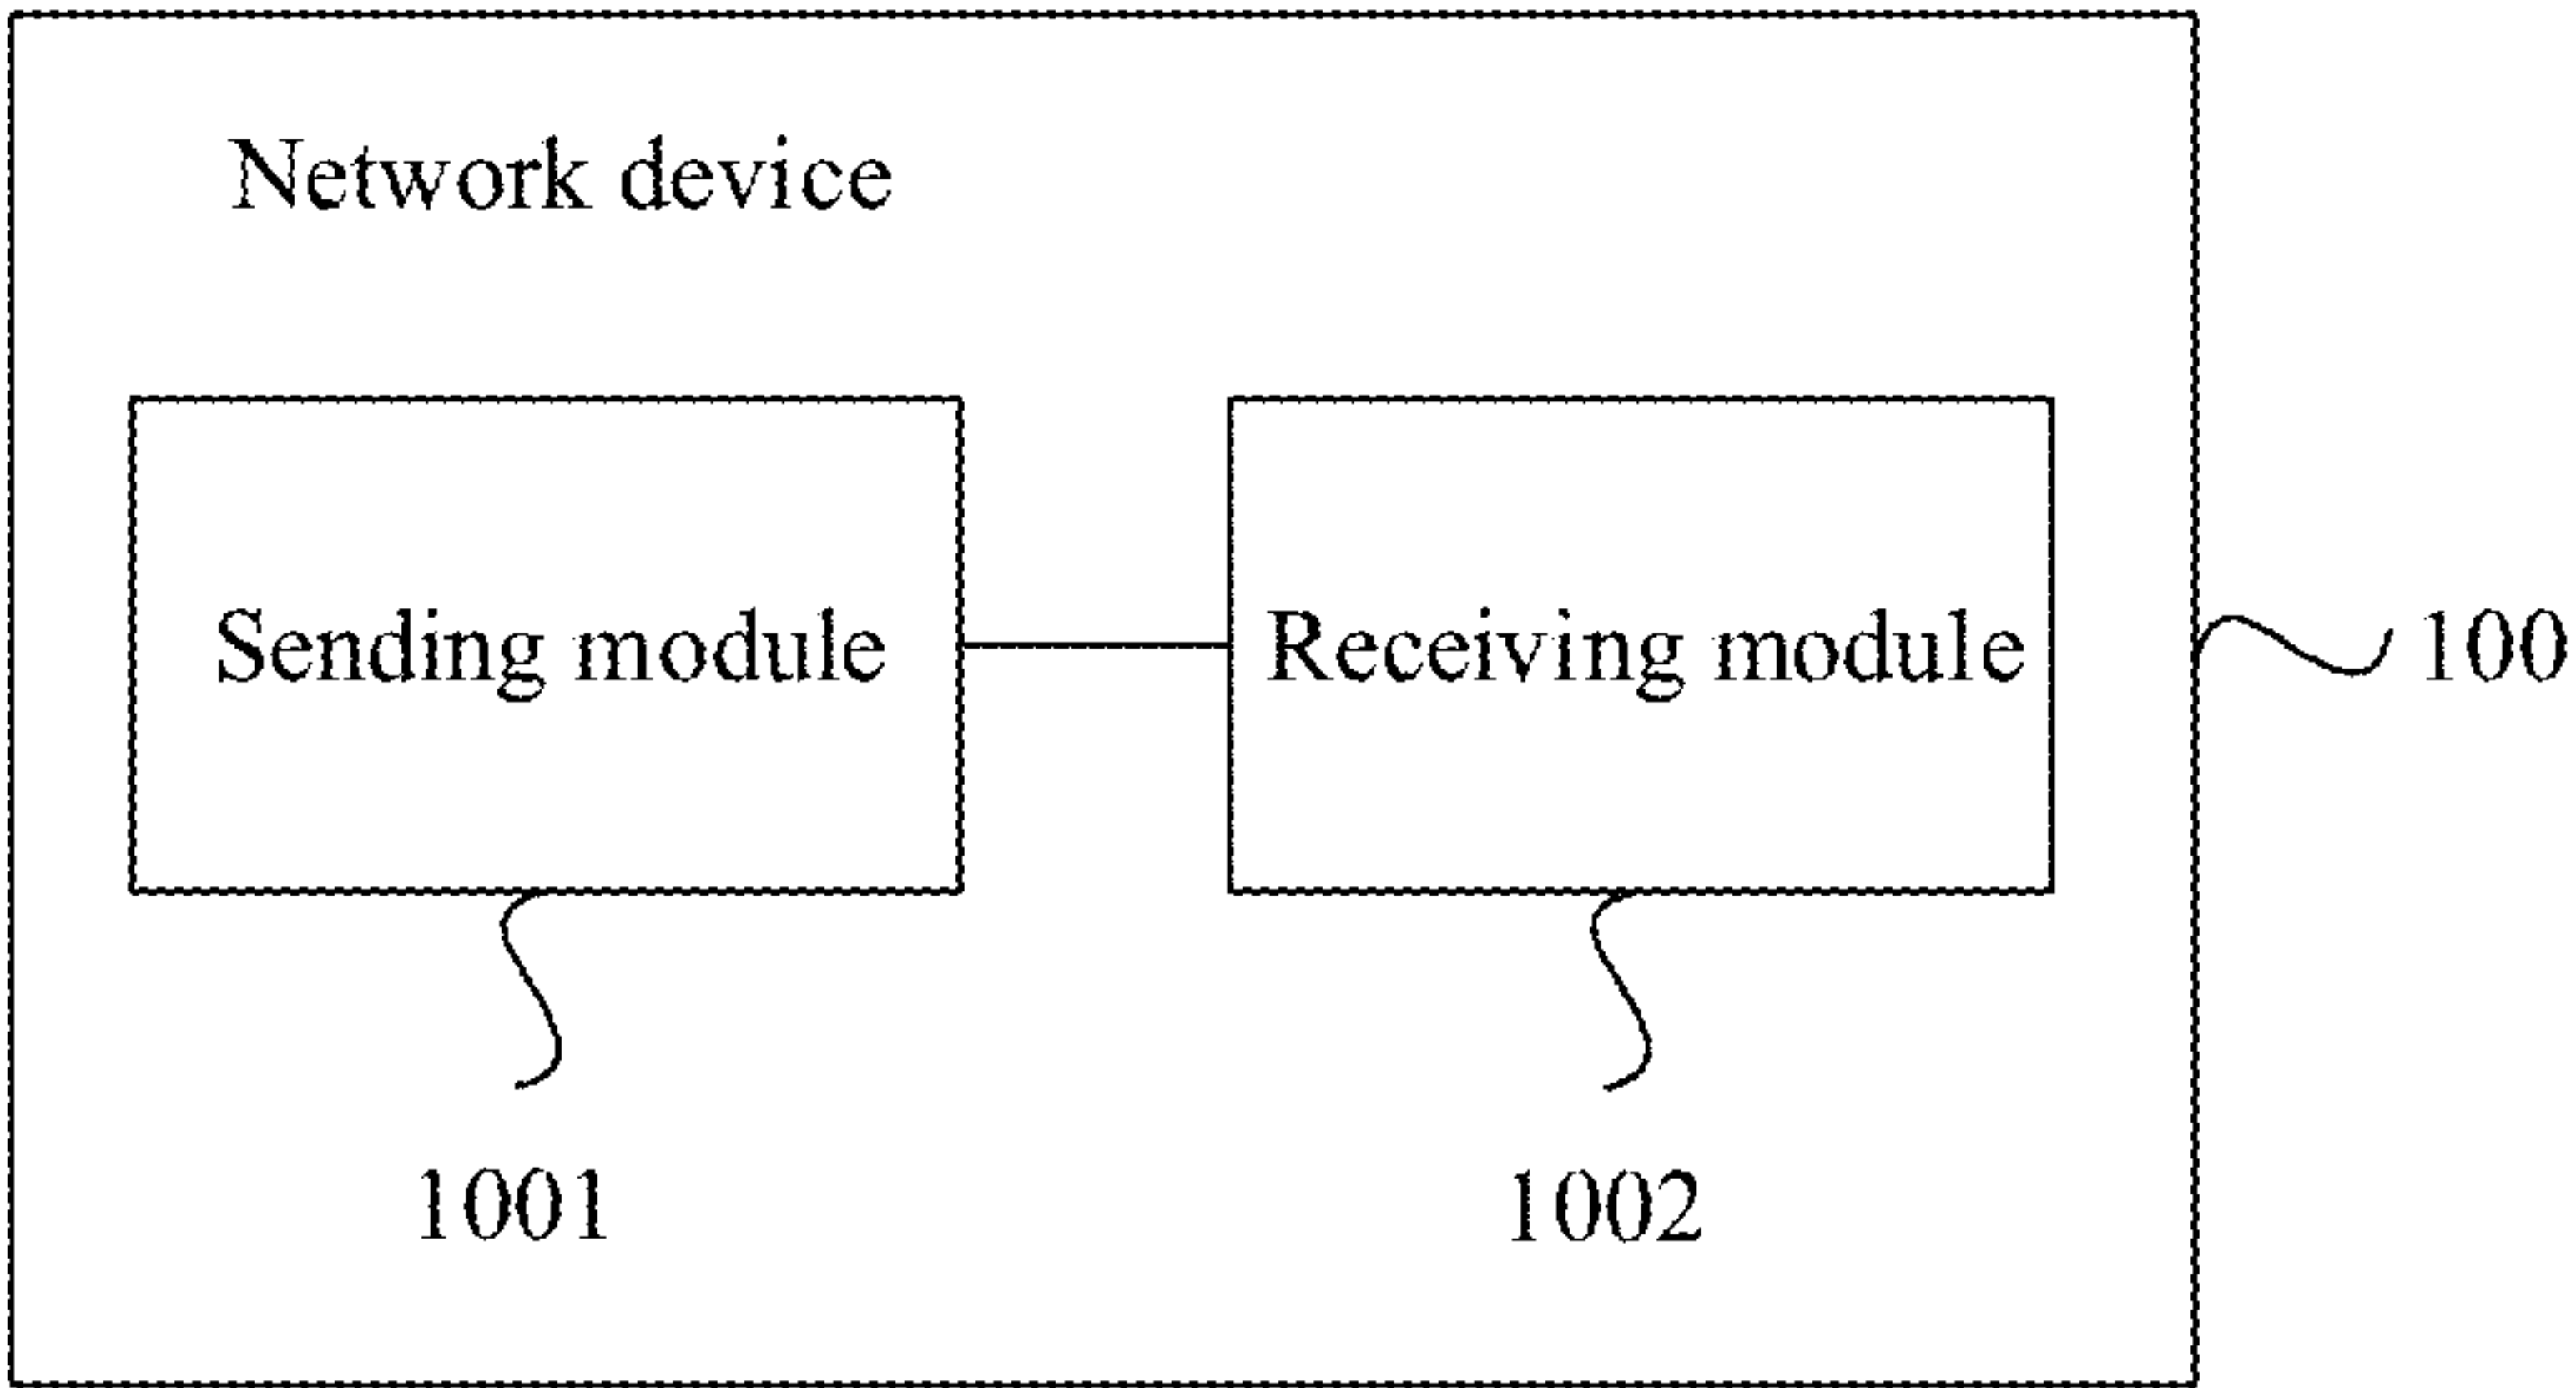 Network device
Sending module
Receiving module
100
1001
1002